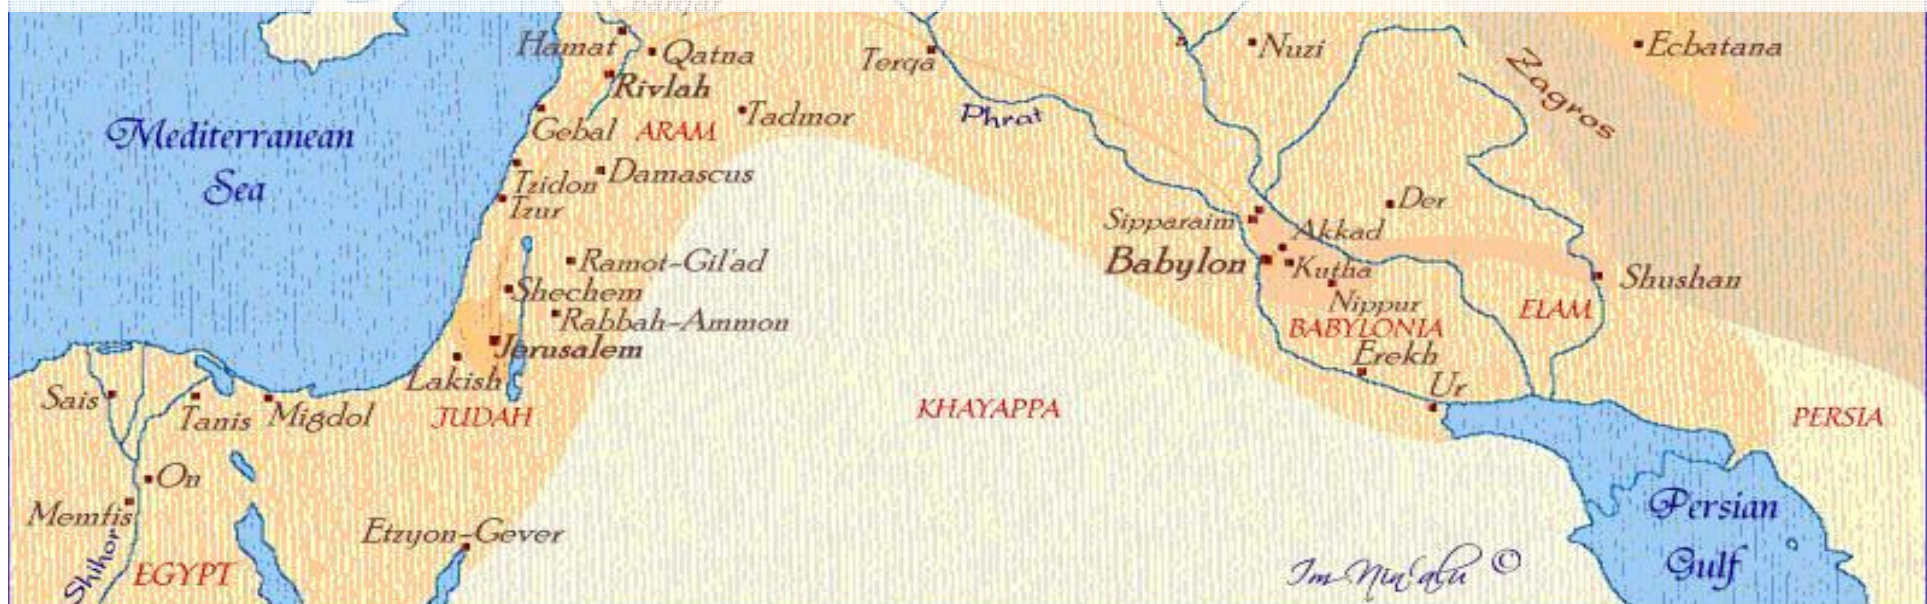 Hamat
Qatna
Terqa
Nuzi
Ecbatana
Zagros
Rivlah
Mediterranean
Sea
Gebal
ARAM
Tadmor
Phrat
Tzidon
Damascus
Tzur
Der
Sipparaim
Akkad
Ramot-Gil'ad
Babylon
Kutha
Shushan
Shechem
Nippur
ELAM
Rabbah-Ammon
BABYLONIA
Jerusalem
Erekh
Lakish
Ur
Sais
Tanis
Migdol
JUDAH
KHAYAPPA
PERSIA
On
Memfis
Persian
Gulf
Etzyon-Gever
Shihor
EGYPT
Im Nin'alu ©